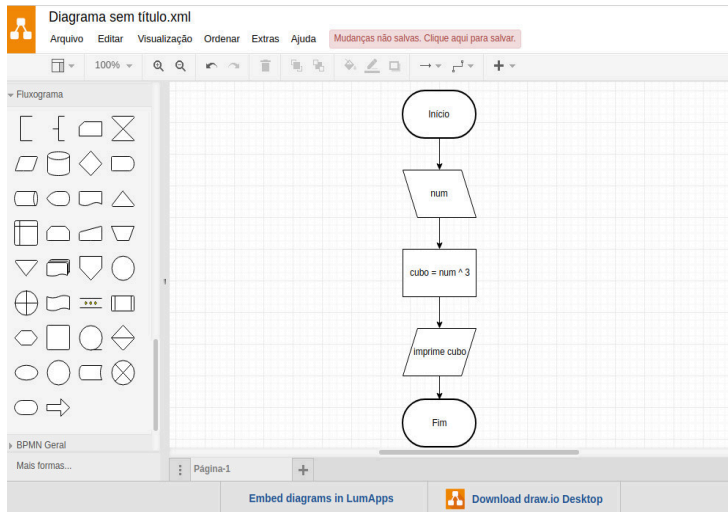 Diagrama sem título.xml
Arquivo Editar Visualização Ordenar Extras Ajuda Mudanças não salvas. Clique aqui para salvar.
100%
Fluxograma
Início
num
cubo = num ^ 3
imprime cubo
Fim
BPMN Geral
Mais formas...
Página-1
Embed diagrams in LumApps
Download draw.io Desktop